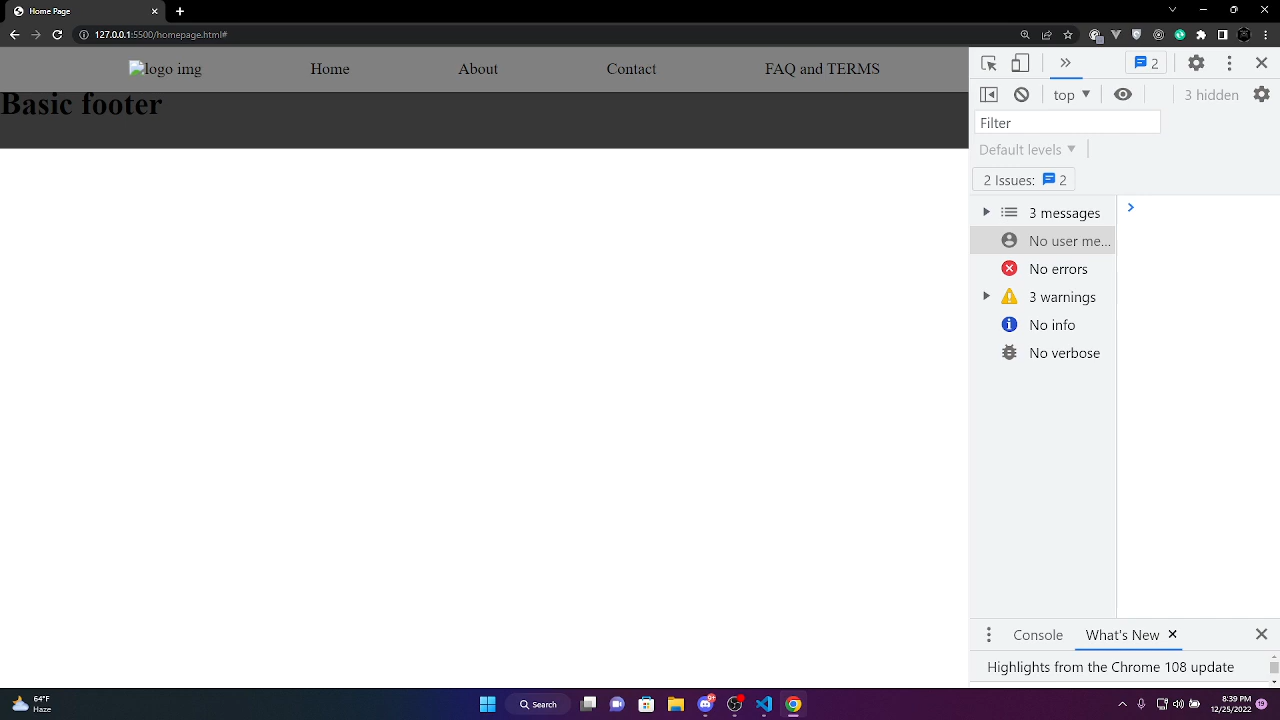 Home Page
127.0.0.1:5500/homepage.html#
logo img
Home
About
Contact
FAQ and TERMS
Basic footer
2
top
3 hidden
Filter
Default levels
2 Issues: 2
3 messages
No user me...
No errors
3 warnings
No info
No verbose
Console
What's New
Highlights from the Chrome 108 update
64°F
Haze
Search
8:39 PM
12/25/2022